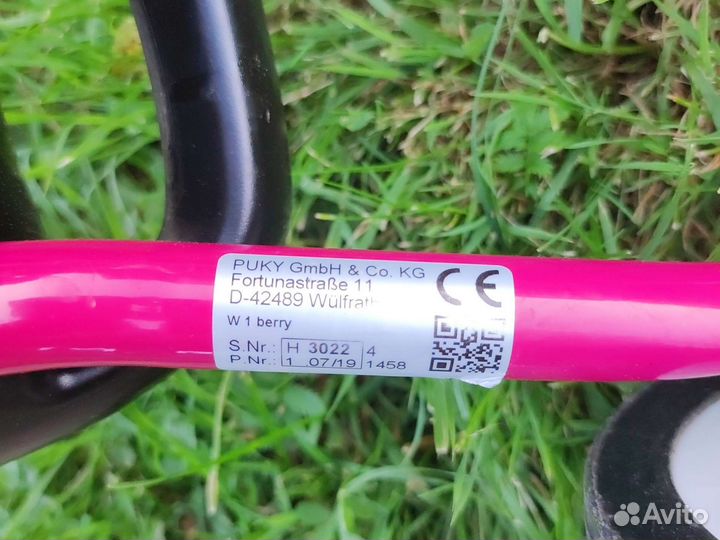 PUKY GmbH & Co. KG
Fortunastraße 11
D-42489 Wülfrath
W 1 berry
S.Nr.: H 3022 4
P.Nr.: 1 07/19 1458
CE
Avito